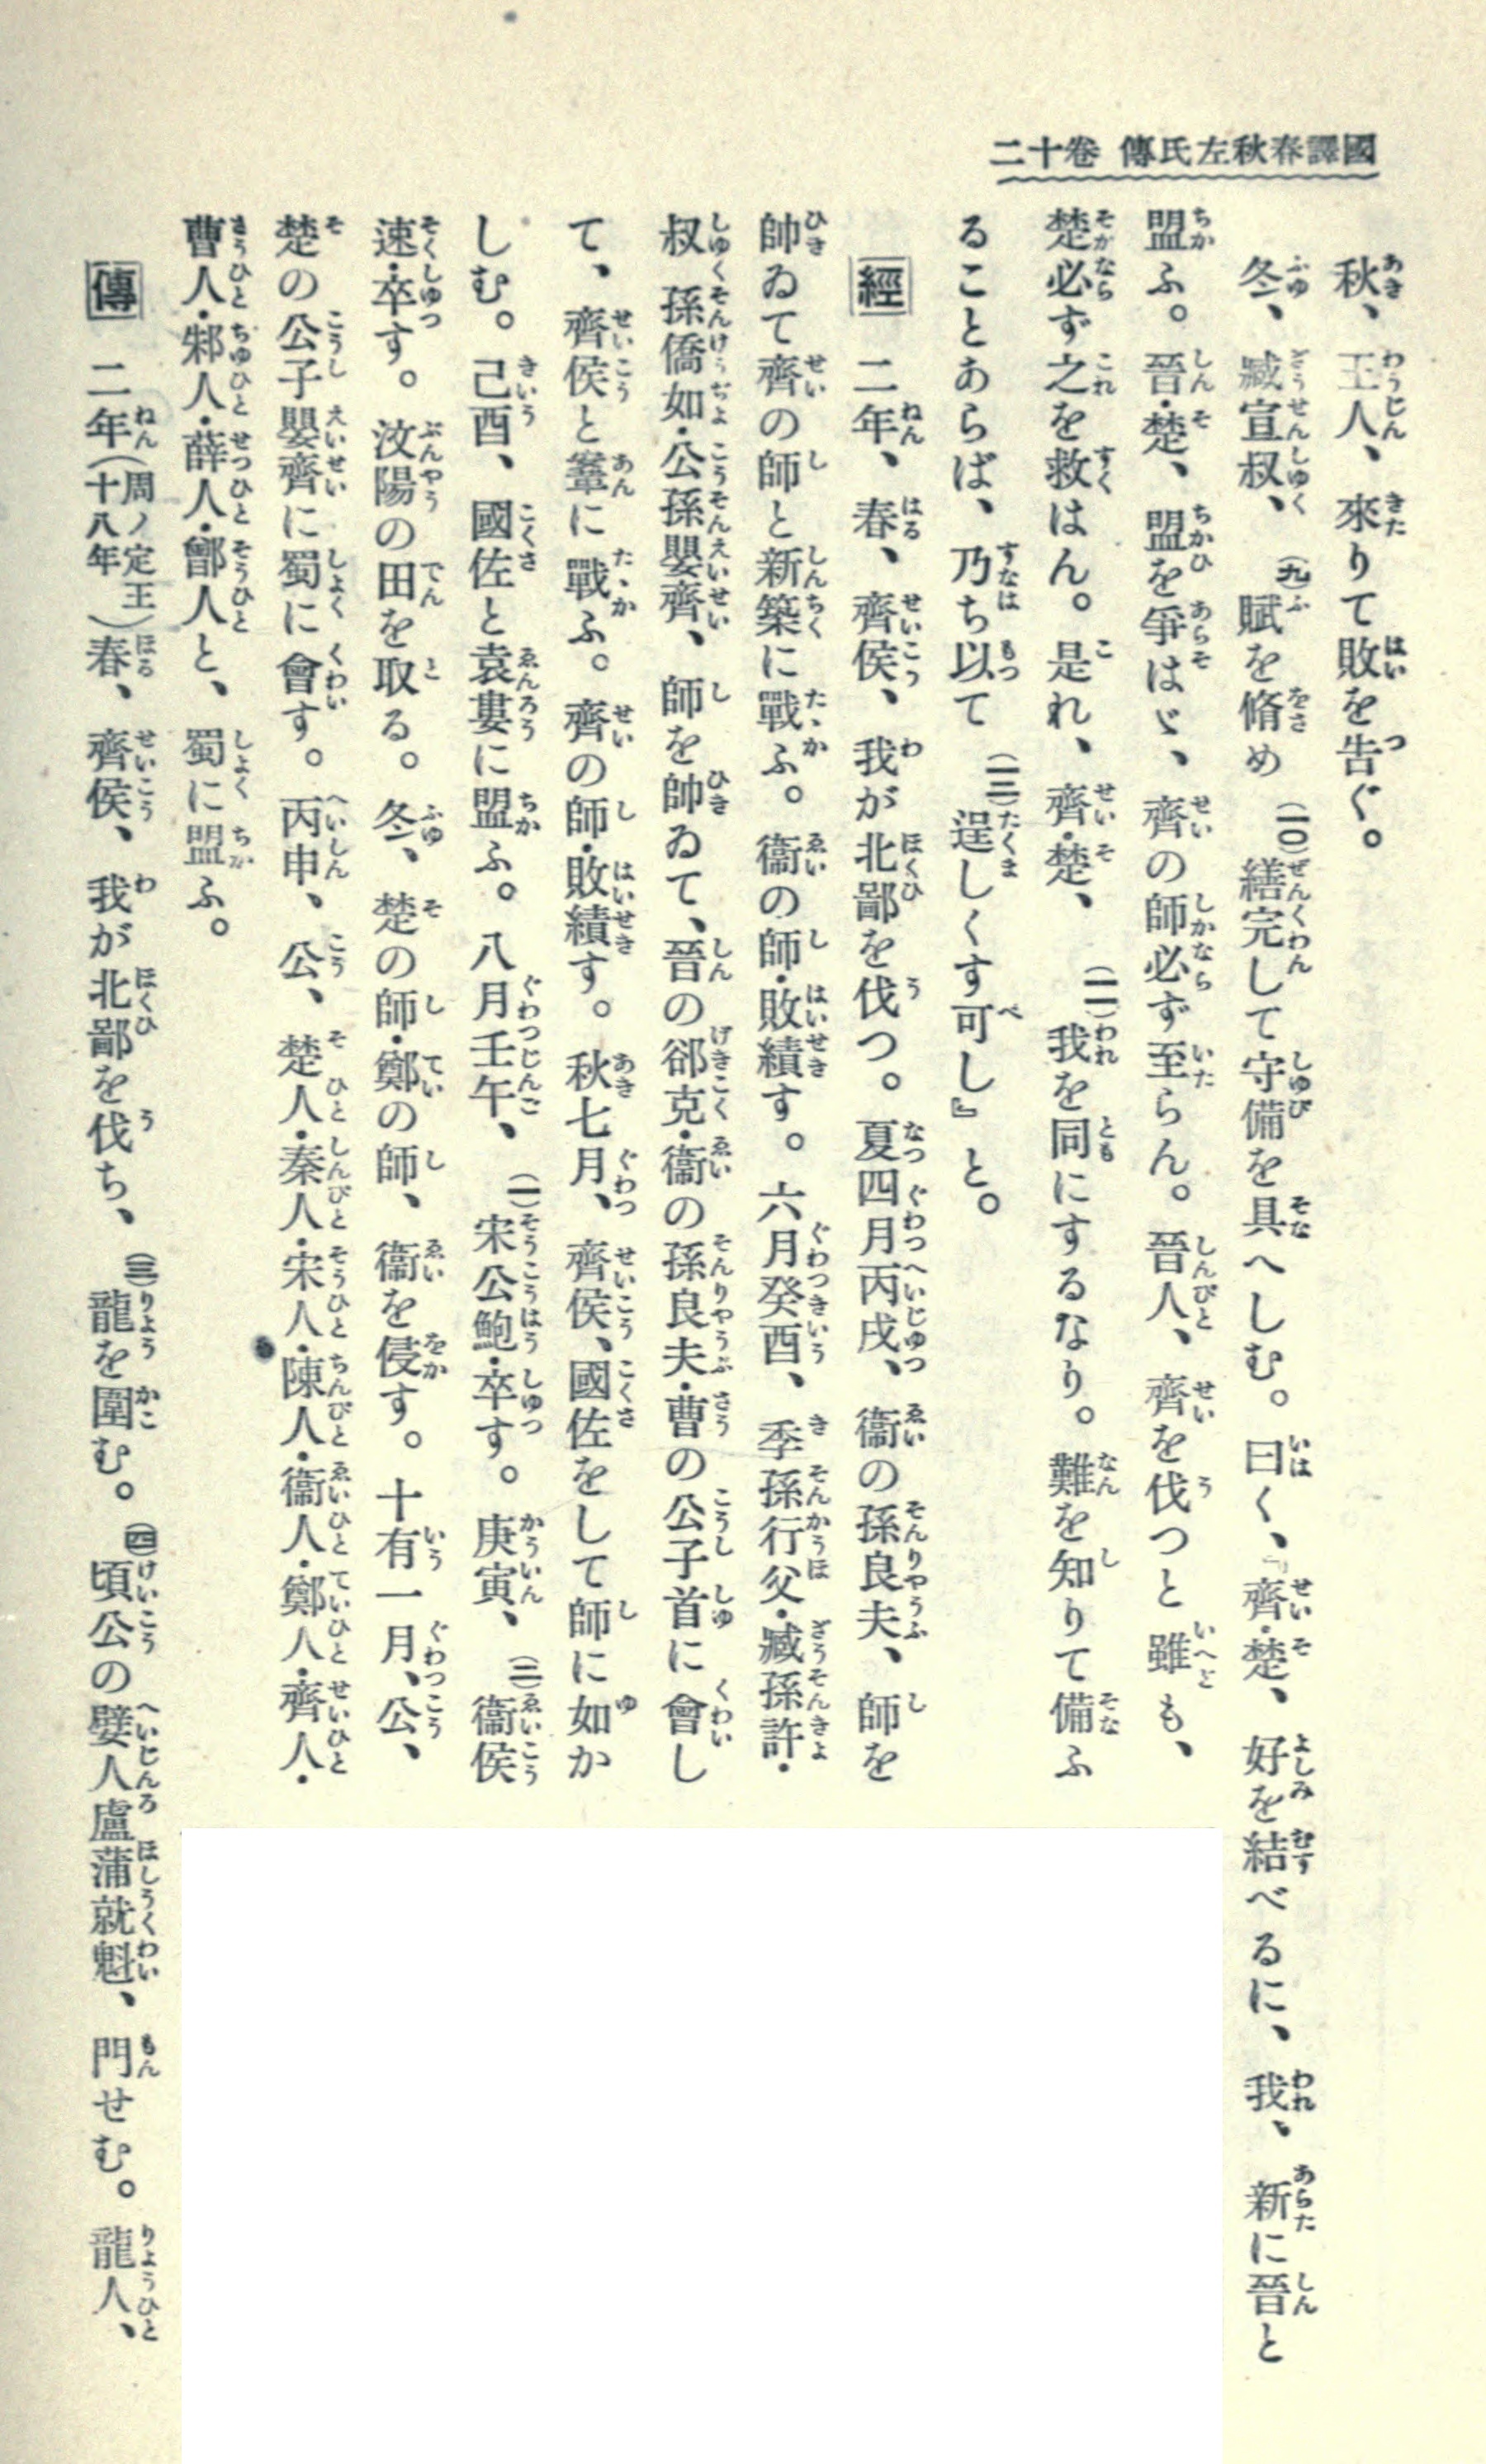 國譯春秋左氏傳 卷十二
秋、王人、來りて敗を告ぐ。
冬、臧宣叔、(九)賦を脩め(一〇)繕完して守備を具へしむ。曰く、『齊・楚、好を結べるに、我、新に晉と
盟ふ。晉・楚、盟を爭はゞ、齊の師必ず至らん。晉人、齊を伐つと雖も、
楚必ず之を救はん。是れ、齊・楚、(一一)我を同にするなり。難を知りて備ふ
ることあらば、乃ち以て(一二)逞しくす可し』と。
經 二年、春、齊侯、我が北鄙を伐つ。夏四月丙戌、衞の孫良夫、師を
帥ゐて齊の師と新築に戰ふ。衞の師・敗績す。六月癸酉、季孫行父・臧孫許・
叔孫僑如・公孫嬰齊、師を帥ゐて、晉の郤克・衞の孫良夫・曹の公子首に會し
て、齊侯と鞌に戰ふ。齊の師・敗績す。秋七月、齊侯、國佐をして師に如か
しむ。己酉、國佐と袁婁に盟ふ。八月壬午、(一)宋公鮑・卒す。庚寅、(二)衞侯
速・卒す。汶陽の田を取る。冬、楚の師・鄭の師、衞を侵す。十有一月、公、
楚の公子嬰齊に蜀に會す。丙申、公、楚人・秦人・宋人・陳人・衞人・鄭人・齊人・
曹人・邾人・薛人・鄫人と、蜀に盟ふ。
傳 二年(周ノ定王十八年)春、齊侯、我が北鄙を伐ち、(三)龍を圍む。(四)頃公の嬖人盧蒲就魁、門せむ。龍人、